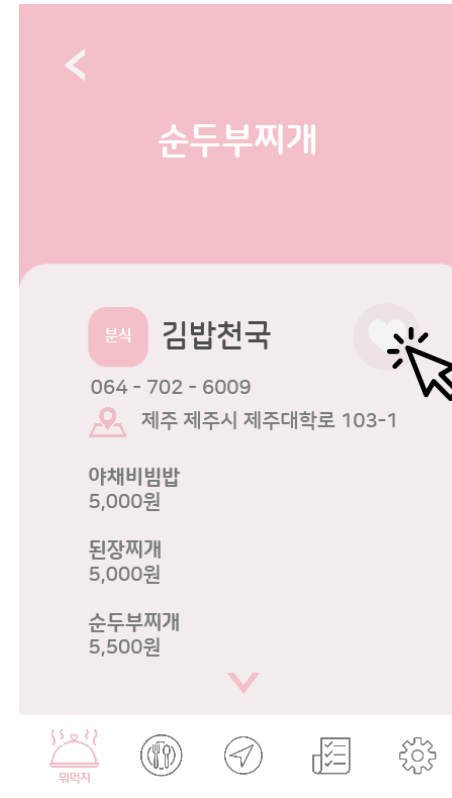 순두부찌개
분식
김밥천국
064 - 702 - 6009
제주 제주시 제주대학로 103-1
야채비빔밥
5,000원
된장찌개
5,000원
순두부찌개
5,500원
뭐먹지